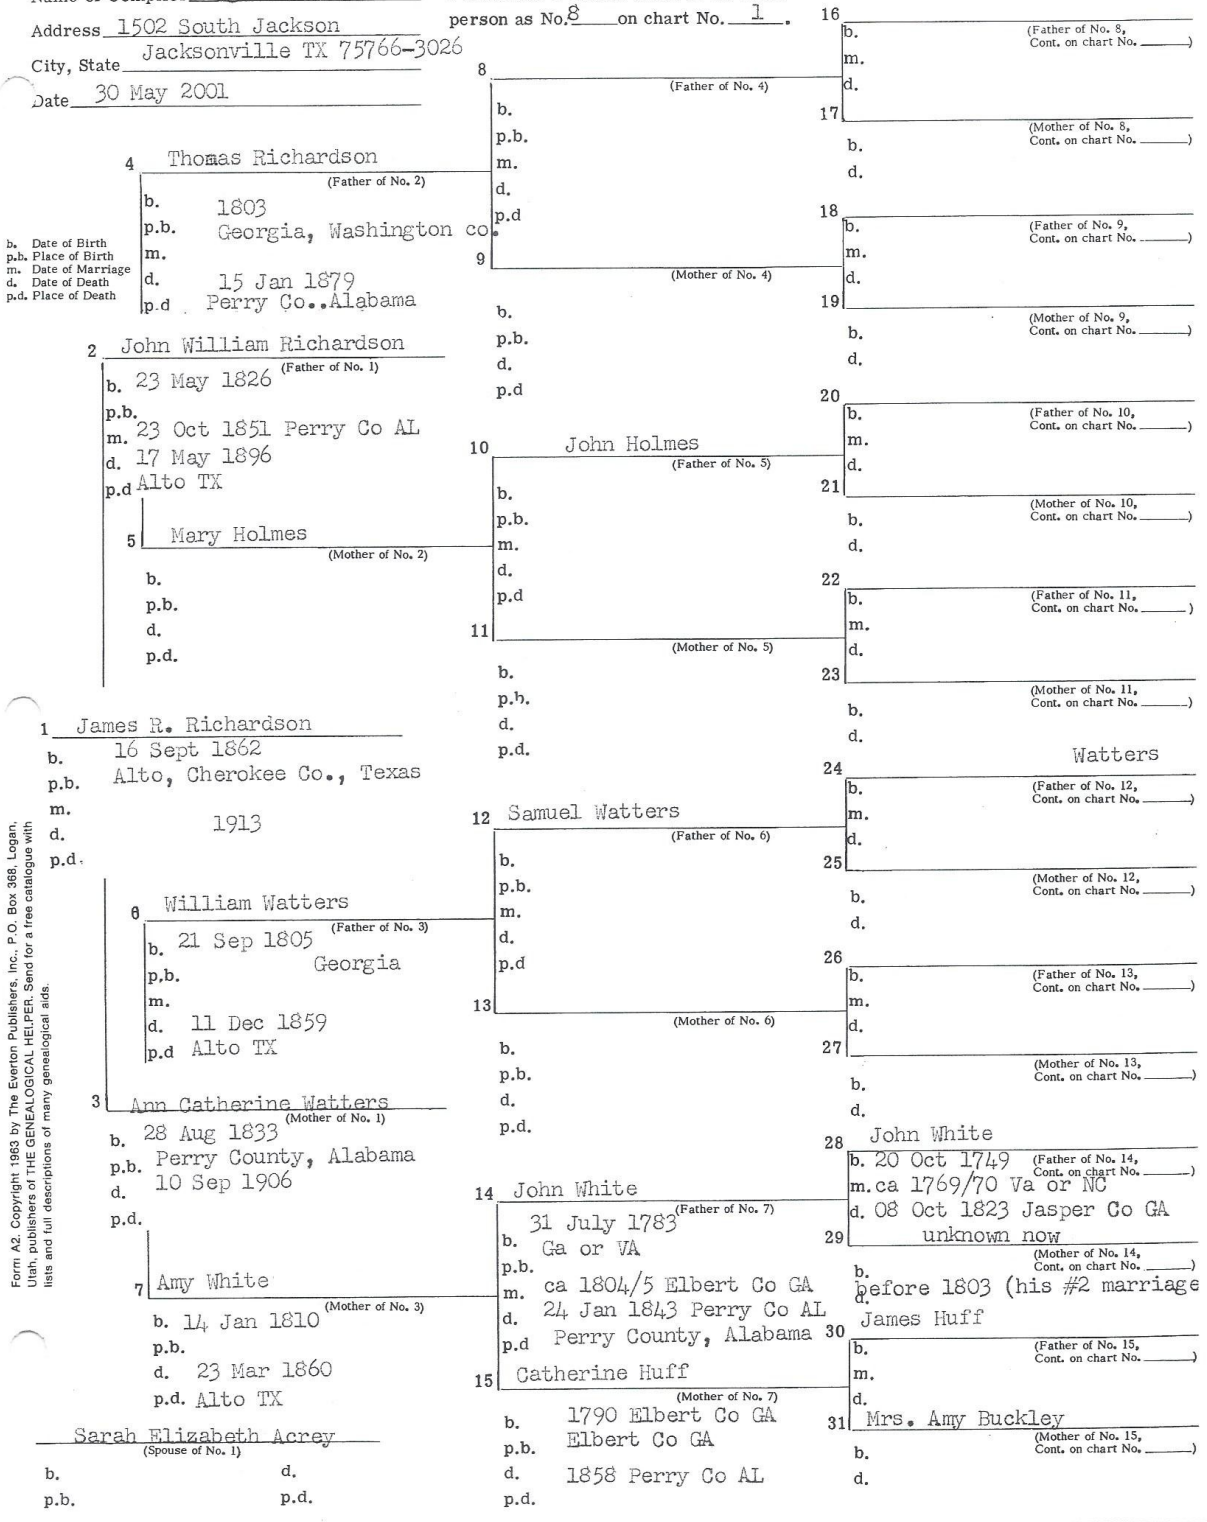 Address 1502 South Jackson
City, State Jacksonville TX 75766-3026
Date 30 May 2001
person as No. 8 on chart No. 1.
b. Date of Birth
p.b. Place of Birth
m. Date of Marriage
d. Date of Death
p.d. Place of Death
1 James R. Richardson
b. 16 Sept 1862
p.b. Alto, Cherokee Co., Texas
m.
d. 1913
p.d.
Sarah Elizabeth Acrey
(Spouse of No. 1)
b. d.
p.b. p.d.
2 John William Richardson
(Father of No. 1)
b. 23 May 1826
p.b.
m. 23 Oct 1851 Perry Co AL
d. 17 May 1896
p.d Alto TX
3 Ann Catherine Watters
(Mother of No. 1)
b. 28 Aug 1833
p.b. Perry County, Alabama
d. 10 Sep 1906
p.d.
4 Thomas Richardson
(Father of No. 2)
b. 1803
p.b. Georgia, Washington co.
m.
d. 15 Jan 1879
p.d Perry Co..Alabama
5 Mary Holmes
(Mother of No. 2)
b.
p.b.
d.
p.d.
6 William Watters
(Father of No. 3)
b. 21 Sep 1805
p.b. Georgia
m.
d. 11 Dec 1859
p.d Alto TX
7 Amy White
(Mother of No. 3)
b. 14 Jan 1810
p.b.
d. 23 Mar 1860
p.d. Alto TX
8
(Father of No. 4)
b.
p.b.
m.
d.
p.d
9
(Mother of No. 4)
b.
p.b.
d.
p.d
10 John Holmes
(Father of No. 5)
b.
p.b.
m.
d.
p.d
11
(Mother of No. 5)
b.
p.b.
d.
p.d.
12 Samuel Watters
(Father of No. 6)
b.
p.b.
m.
d.
p.d
13
(Mother of No. 6)
b.
p.b.
d.
p.d.
14 John White
(Father of No. 7)
31 July 1783
b. Ga or VA
p.b.
m. ca 1804/5 Elbert Co GA
d. 24 Jan 1843 Perry Co AL
p.d Perry County, Alabama
15 Catherine Huff
(Mother of No. 7)
b. 1790 Elbert Co GA
p.b. Elbert Co GA
d. 1858 Perry Co AL
p.d.
16
b. (Father of No. 8,
Cont. on chart No. )
m.
d.
17
(Mother of No. 8,
b. Cont. on chart No. )
d.
18
b. (Father of No. 9,
Cont. on chart No. )
m.
d.
19
(Mother of No. 9,
b. Cont. on chart No. )
d.
20
b. (Father of No. 10,
Cont. on chart No. )
m.
d.
21
(Mother of No. 10,
b. Cont. on chart No. )
d.
22
b. (Father of No. 11,
Cont. on chart No. )
m.
d.
23
(Mother of No. 11,
b. Cont. on chart No. )
d.
24 Watters
b. (Father of No. 12,
Cont. on chart No. )
m.
d.
25
(Mother of No. 12,
b. Cont. on chart No. )
d.
26
b. (Father of No. 13,
Cont. on chart No. )
m.
d.
27
(Mother of No. 13,
b. Cont. on chart No. )
d.
28 John White
b. 20 Oct 1749 (Father of No. 14,
Cont. on chart No. )
m. ca 1769/70 Va or NC
d. 08 Oct 1823 Jasper Co GA
29 unknown now
(Mother of No. 14,
b. Cont. on chart No. )
d. before 1803 (his #2 marriage
30 James Huff
b. (Father of No. 15,
Cont. on chart No. )
m.
d.
31 Mrs. Amy Buckley
(Mother of No. 15,
b. Cont. on chart No. )
d.
Form A2. Copyright 1963 by The Everton Publishers, Inc., P.O. Box 368, Logan,
Utah, publishers of THE GENEALOGICAL HELPER. Send for a free catalogue with
lists and full descriptions of many genealogical aids.